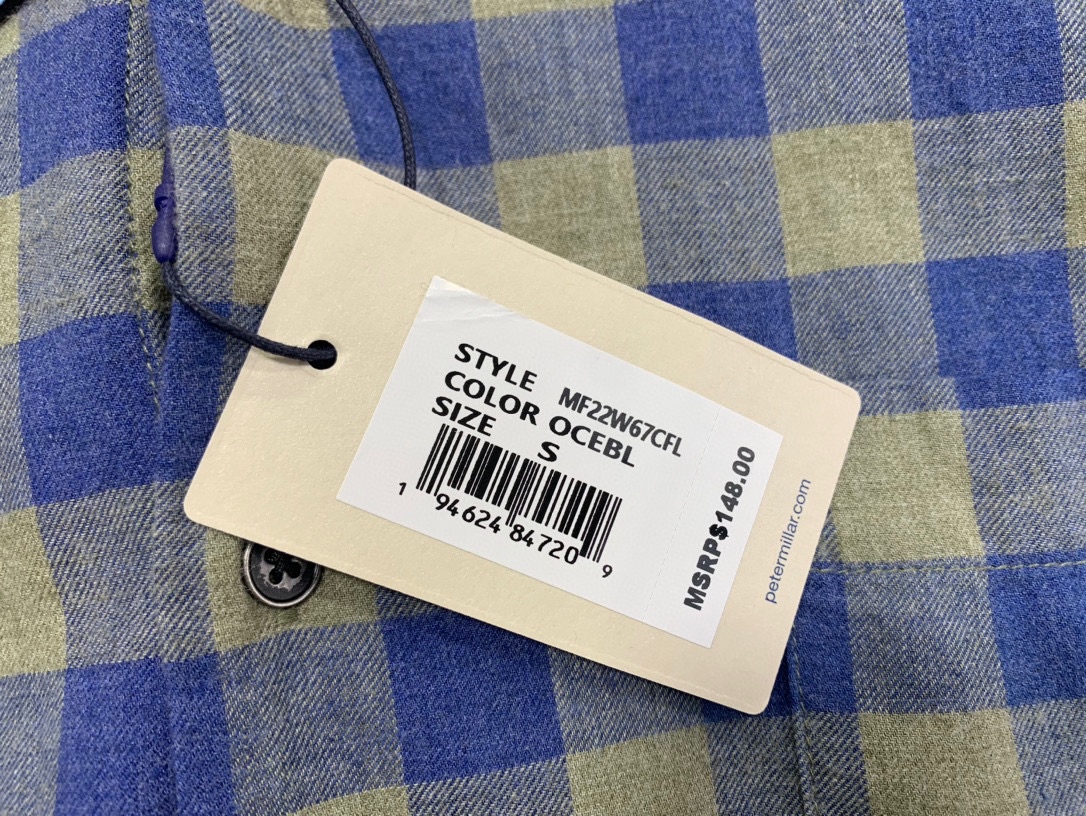 STYLE MF22W67CFL
COLOR OCEBL
SIZE S
1 94624 84720 9
MSRP$148.00
petermillar.com